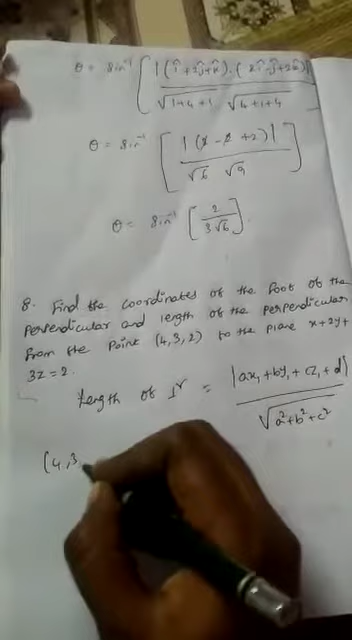 θ = Sin⁻¹ [ |(î+2ĵ+k̂).(2î-ĵ+2k̂)| / √1+4+1 √4+1+4
θ = Sin⁻¹ [ |(2-2+2)| / √6 √9 ]
θ = Sin⁻¹ [ 2 / 3√6 ].
8. Find the coordinates of the foot of the
perpendicular and length of the perpendicular
from the point (4,3,2) to the plane x+2y+
3z=2.
Length of ⊥r = |ax₁+by₁+cz₁+d| / √a²+b²+c²
(4,3